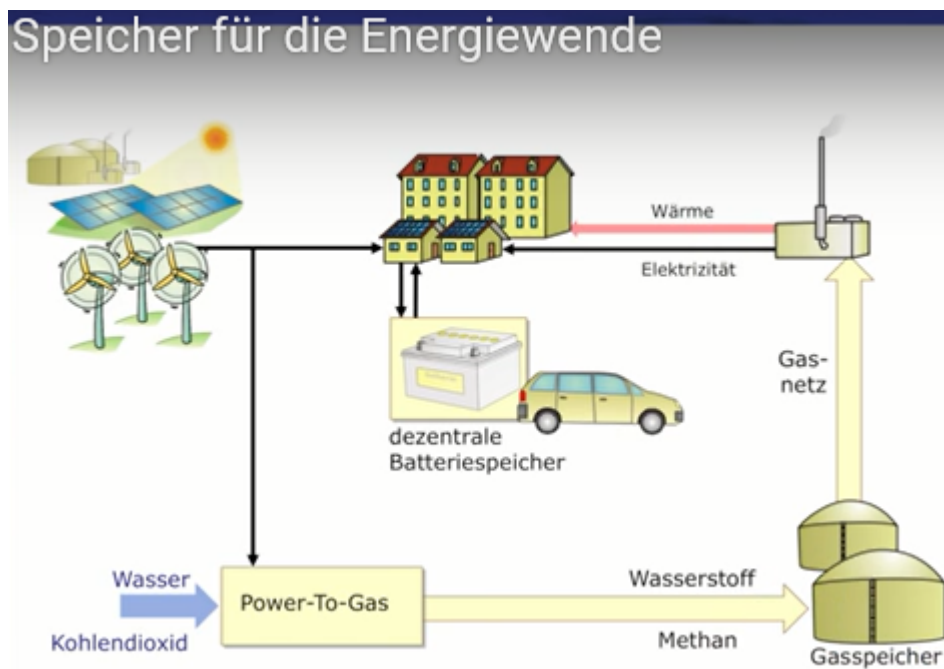 Speicher für die Energiewende
Wärme
Elektrizität
Gas-
netz
dezentrale
Batteriespeicher
Wasser
Kohlendioxid
Power-To-Gas
Wasserstoff
Methan
Gasspeicher